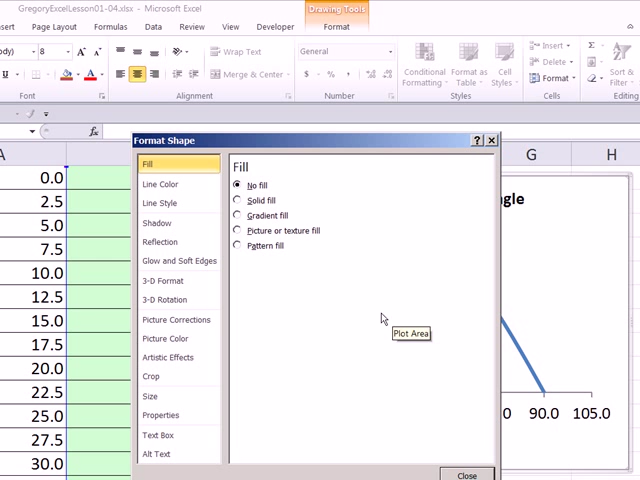 GregoryExcelLesson01-04.xlsx - Microsoft Excel
Drawing Tools
Page Layout Formulas Data Review View Developer Format
8
Wrap Text
General
Merge & Center
$ % ,
Conditional Formatting
Format as Table
Cell Styles
Insert
Delete
Format
Sort & Filter
Font Alignment Number Styles Cells Editing
fx
A G H
0.0
2.5
5.0
7.5
10.0
12.5
15.0
17.5
20.0
22.5
25.0
27.5
30.0
Format Shape
Fill
Line Color
Line Style
Shadow
Reflection
Glow and Soft Edges
3-D Format
3-D Rotation
Picture Corrections
Picture Color
Artistic Effects
Crop
Size
Properties
Text Box
Alt Text
Fill
No fill
Solid fill
Gradient fill
Picture or texture fill
Pattern fill
Plot Area
Close
90.0 105.0